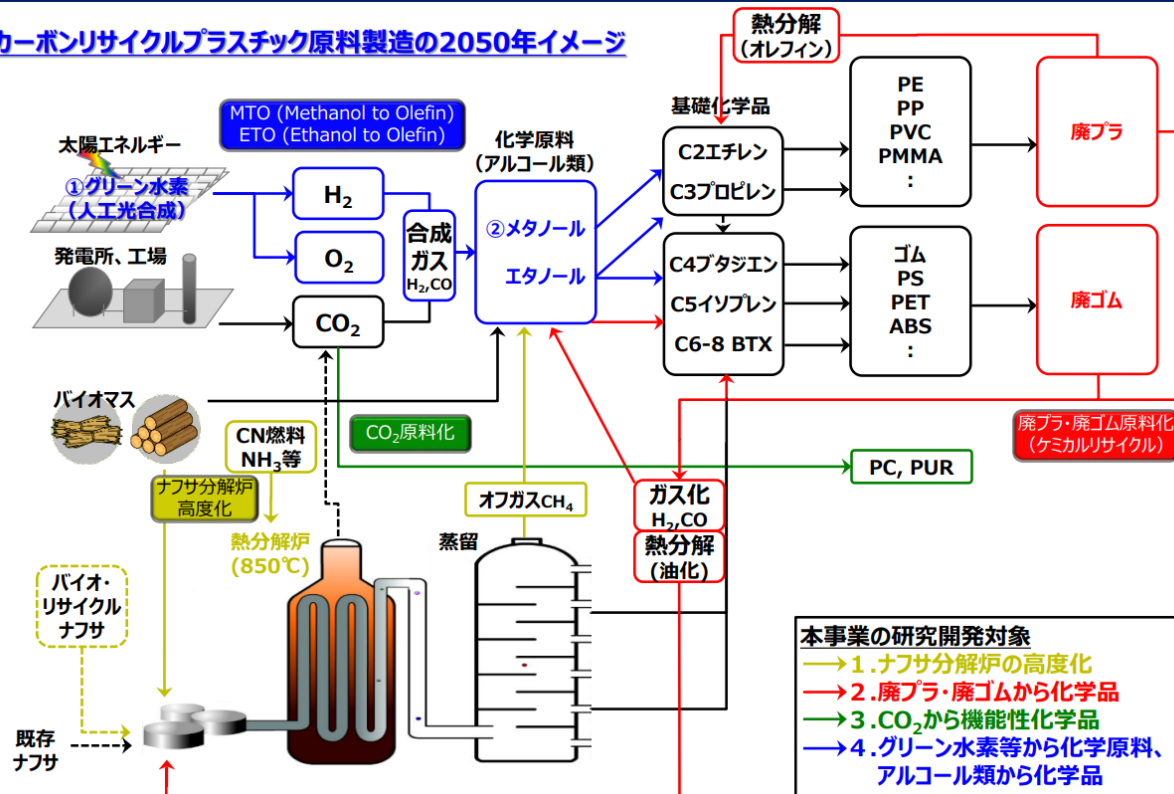 カーボンリサイクルプラスチック原料製造の2050年イメージ
熱分解
(オレフィン)
MTO (Methanol to Olefin)
ETO (Ethanol to Olefin)
太陽エネルギー
①グリーン水素
(人工光合成)
H₂
O₂
発電所、工場
CO₂
合成
ガス
H₂,CO
化学原料
(アルコール類)
②メタノール
エタノール
基礎化学品
C2エチレン
C3プロピレン
C4ブタジエン
C5イソプレン
C6-8 BTX
PE
PP
PVC
PMMA
:
廃プラ
ゴム
PS
PET
ABS
:
廃ゴム
バイオマス
CN燃料
NH₃等
CO₂原料化
廃プラ・廃ゴム原料化
(ケミカルリサイクル)
PC, PUR
ナフサ分解炉
高度化
オフガスCH₄
ガス化
H₂,CO
熱分解
(油化)
熱分解炉
(850℃)
蒸留
バイオ・
リサイクル
ナフサ
既存
ナフサ
本事業の研究開発対象
1.ナフサ分解炉の高度化
2.廃プラ・廃ゴムから化学品
3.CO₂から機能性化学品
4.グリーン水素等から化学原料、
アルコール類から化学品